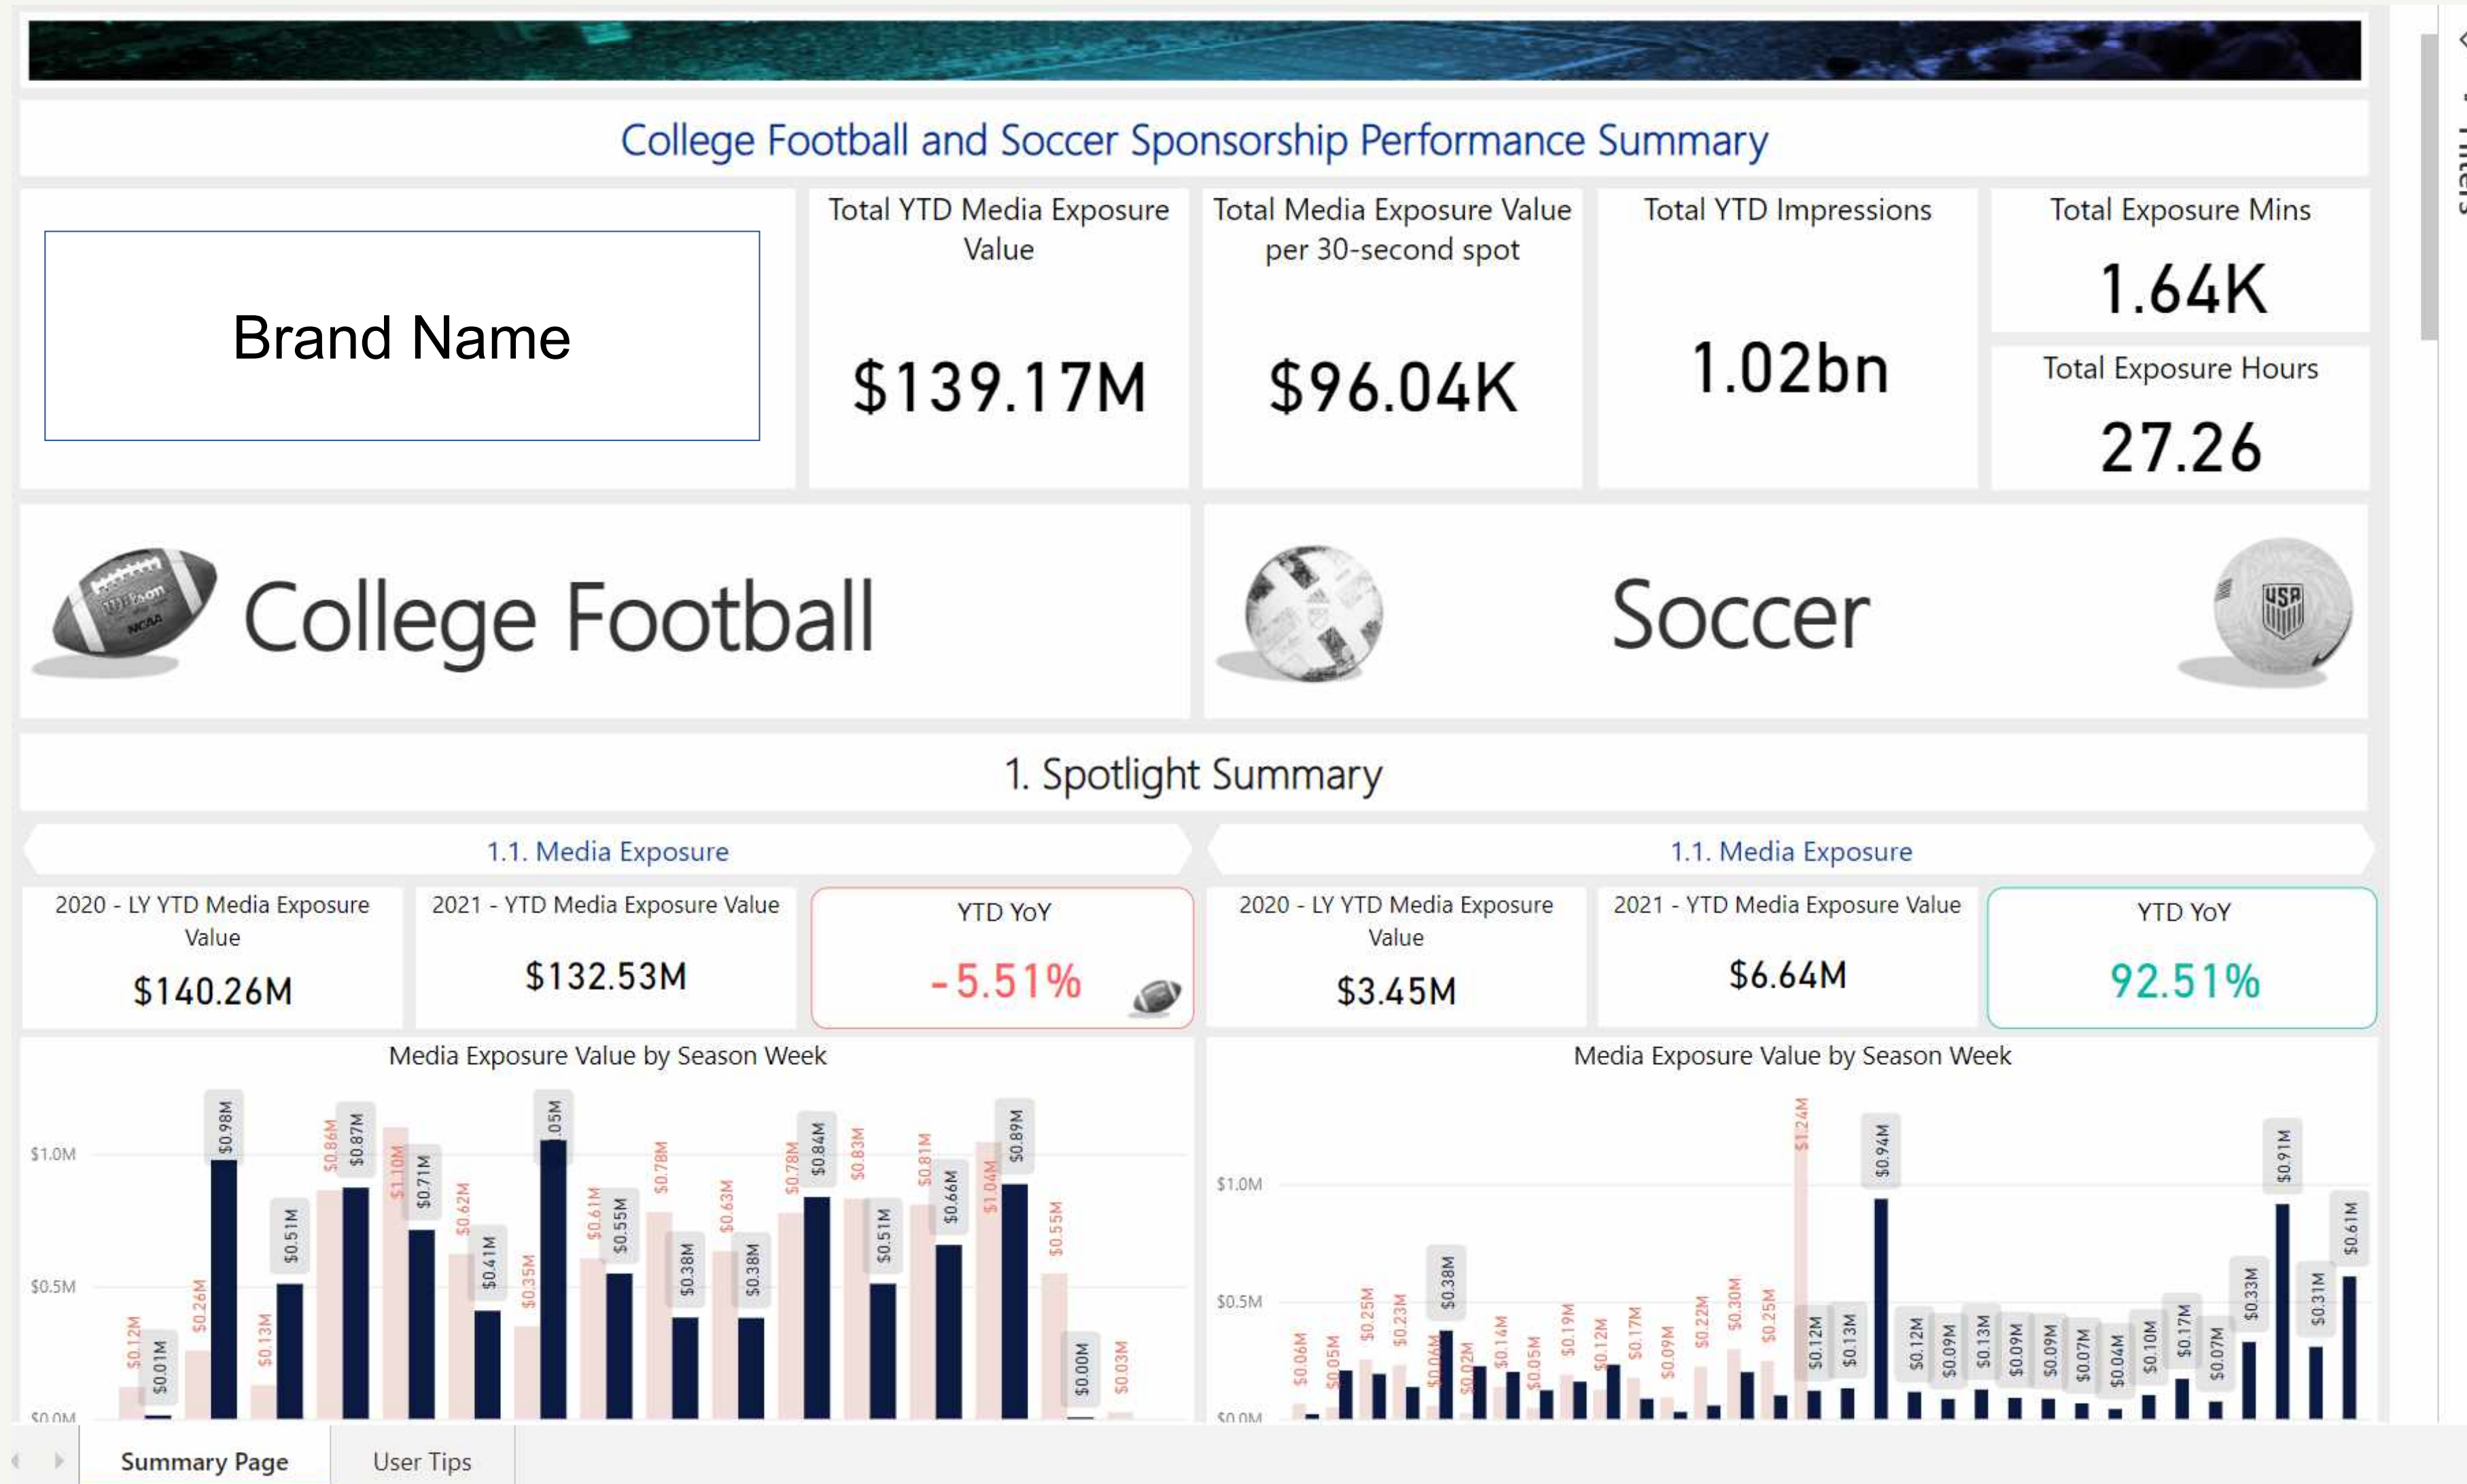 College Football and Soccer Sponsorship Performance Summary
Brand Name
Total YTD Media Exposure
Value
$139.17M
Total Media Exposure Value
per 30-second spot
$96.04K
Total YTD Impressions
1.02bn
Total Exposure Mins
1.64K
Total Exposure Hours
27.26
NCAA
College Football
Soccer
USA
1. Spotlight Summary
1.1. Media Exposure
2020 - LY YTD Media Exposure
Value
$140.26M
2021 - YTD Media Exposure Value
$132.53M
YTD YoY
-5.51%
Media Exposure Value by Season Week
$1.0M
$0.5M
$0.0M
$0.12M
$0.01M
$0.26M
$0.98M
$0.13M
$0.51M
$0.86M
$0.87M
$1.10M
$0.71M
$0.62M
$0.41M
$0.35M
.05M
$0.61M
$0.55M
$0.78M
$0.38M
$0.63M
$0.38M
$0.78M
$0.84M
$0.83M
$0.51M
$0.81M
$0.66M
$1.04M
$0.89M
$0.55M
$0.00M
$0.03M
1.1. Media Exposure
2020 - LY YTD Media Exposure
Value
$3.45M
2021 - YTD Media Exposure Value
$6.64M
YTD YoY
92.51%
Media Exposure Value by Season Week
$1.0M
$0.5M
$0.0M
$0.06M
$0.05M
$0.25M
$0.23M
$0.06M
$0.38M
$0.02M
$0.14M
$0.05M
$0.19M
$0.12M
$0.17M
$0.09M
$0.22M
$0.30M
$0.25M
$1.24M
$0.12M
$0.13M
$0.94M
$0.12M
$0.09M
$0.13M
$0.09M
$0.09M
$0.07M
$0.04M
$0.10M
$0.17M
$0.07M
$0.33M
$0.91M
$0.31M
$0.61M
Summary Page
User Tips